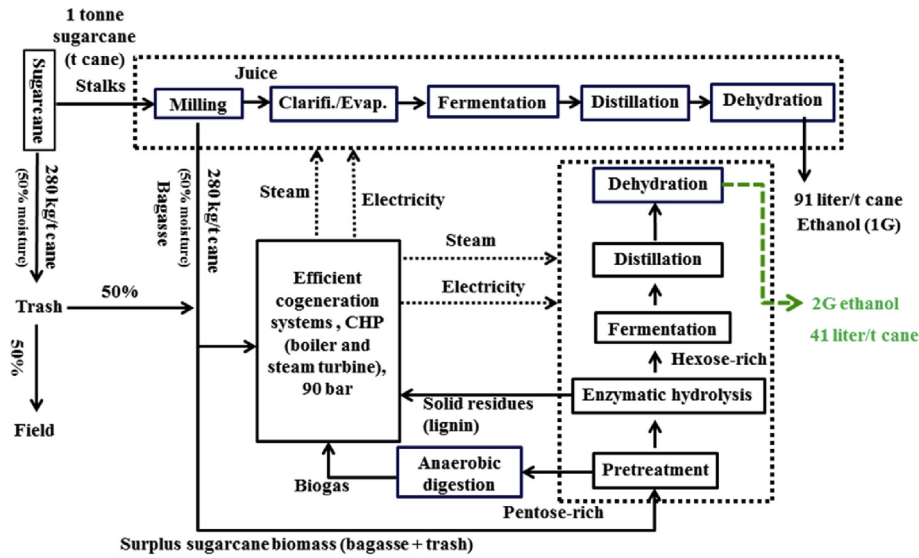 1 tonne
sugarcane
(t cane)
Stalks
Sugarcane
Juice
Milling
Clarifi./Evap.
Fermentation
Distillation
Dehydration
280 kg/t cane
(50% moisture)
280 kg/t cane
Bagasse
(50% moisture)
Steam
Electricity
Dehydration
91 liter/t cane
Ethanol (1G)
Steam
Distillation
Efficient
cogeneration
systems , CHP
(boiler and
steam turbine),
90 bar
Electricity
Trash
50%
2G ethanol
41 liter/t cane
Fermentation
Hexose-rich
50%
Field
Enzymatic hydrolysis
Solid residues
(lignin)
Biogas
Anaerobic
digestion
Pretreatment
Pentose-rich
Surplus sugarcane biomass (bagasse + trash)